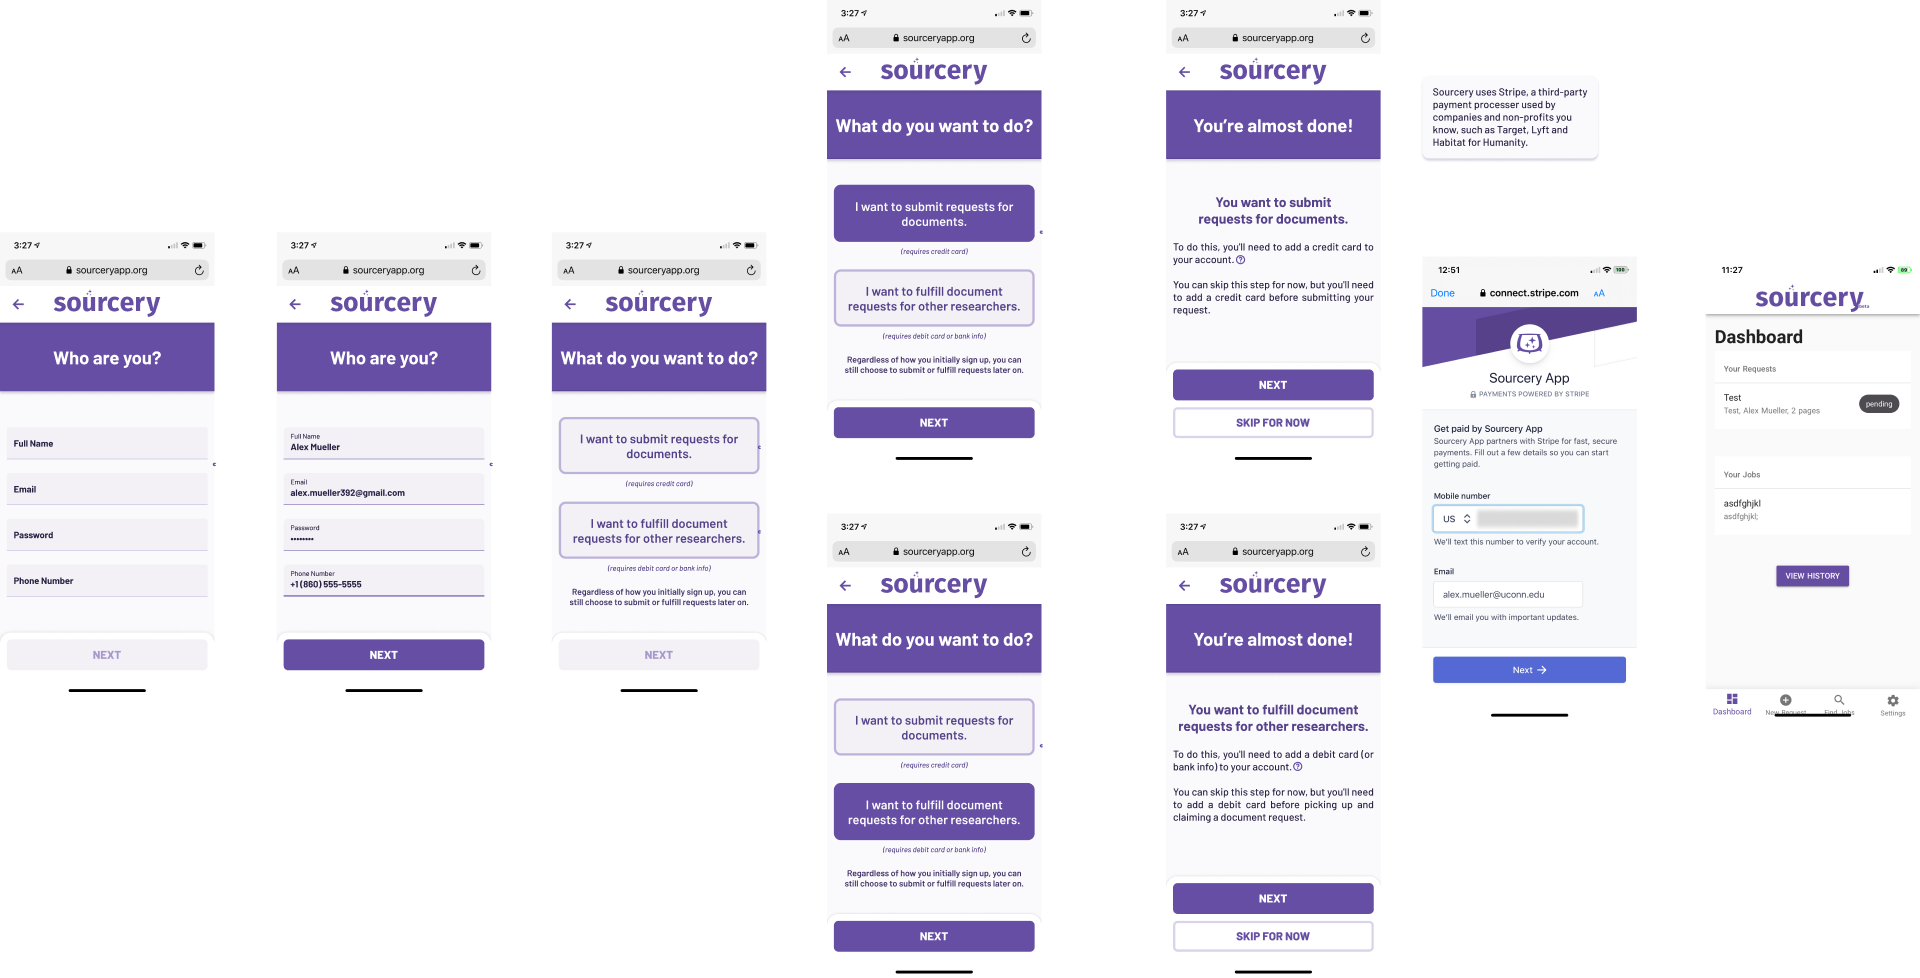 3:27
AA sourceryapp.org
sourcery
Who are you?
Full Name
Email
Password
Phone Number
NEXT
3:27
AA sourceryapp.org
sourcery
Who are you?
Full Name
Alex Mueller
Email
alex.mueller392@gmail.com
Password
••••••••
Phone Number
+1 (860) 555-5555
NEXT
3:27
AA sourceryapp.org
sourcery
What do you want to do?
I want to submit requests for
documents.
(requires credit card)
I want to fulfill document
requests for other researchers.
(requires debit card or bank info)
Regardless of how you initially sign up, you can
still choose to submit or fulfill requests later on.
NEXT
3:27
AA sourceryapp.org
sourcery
What do you want to do?
I want to submit requests for
documents.
(requires credit card)
I want to fulfill document
requests for other researchers.
(requires debit card or bank info)
Regardless of how you initially sign up, you can
still choose to submit or fulfill requests later on.
NEXT
3:27
AA sourceryapp.org
sourcery
What do you want to do?
I want to submit requests for
documents.
(requires credit card)
I want to fulfill document
requests for other researchers.
(requires debit card or bank info)
Regardless of how you initially sign up, you can
still choose to submit or fulfill requests later on.
NEXT
3:27
AA sourceryapp.org
sourcery
You're almost done!
You want to submit
requests for documents.
To do this, you'll need to add a credit card to
your account. ?
You can skip this step for now, but you'll need
to add a credit card before submitting your
request.
NEXT
SKIP FOR NOW
3:27
AA sourceryapp.org
sourcery
You're almost done!
You want to fulfill document
requests for other researchers.
To do this, you'll need to add a debit card (or
bank info) to your account. ?
You can skip this step for now, but you'll need
to add a debit card before picking up and
claiming a document request.
NEXT
SKIP FOR NOW
Sourcery uses Stripe, a third-party
payment processer used by
companies and non-profits you
know, such as Target, Lyft and
Habitat for Humanity.
12:51 100
Done connect.stripe.com AA
Sourcery App
PAYMENTS POWERED BY STRIPE
Get paid by Sourcery App
Sourcery App partners with Stripe for fast, secure
payments. Fill out a few details so you can start
getting paid.
Mobile number
US
We'll text this number to verify your account.
Email
alex.mueller@uconn.edu
We'll email you with important updates.
Next →
11:27 89
sourcery beta
Dashboard
Your Requests
Test
Test, Alex Mueller, 2 pages
pending
Your Jobs
asdfghjkl
asdfghjkl;
VIEW HISTORY
Dashboard New Request Find Jobs Settings